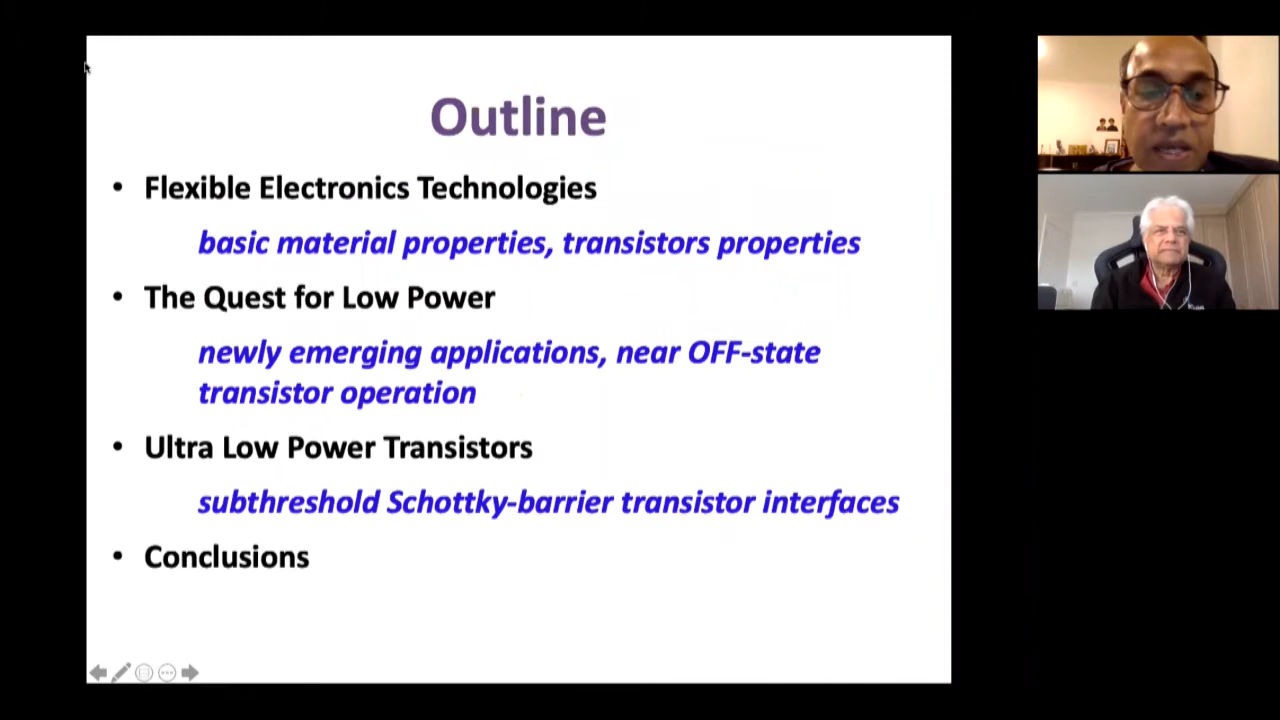 Outline
• Flexible Electronics Technologies
basic material properties, transistors properties
• The Quest for Low Power
newly emerging applications, near OFF-state
transistor operation
• Ultra Low Power Transistors
subthreshold Schottky-barrier transistor interfaces
• Conclusions